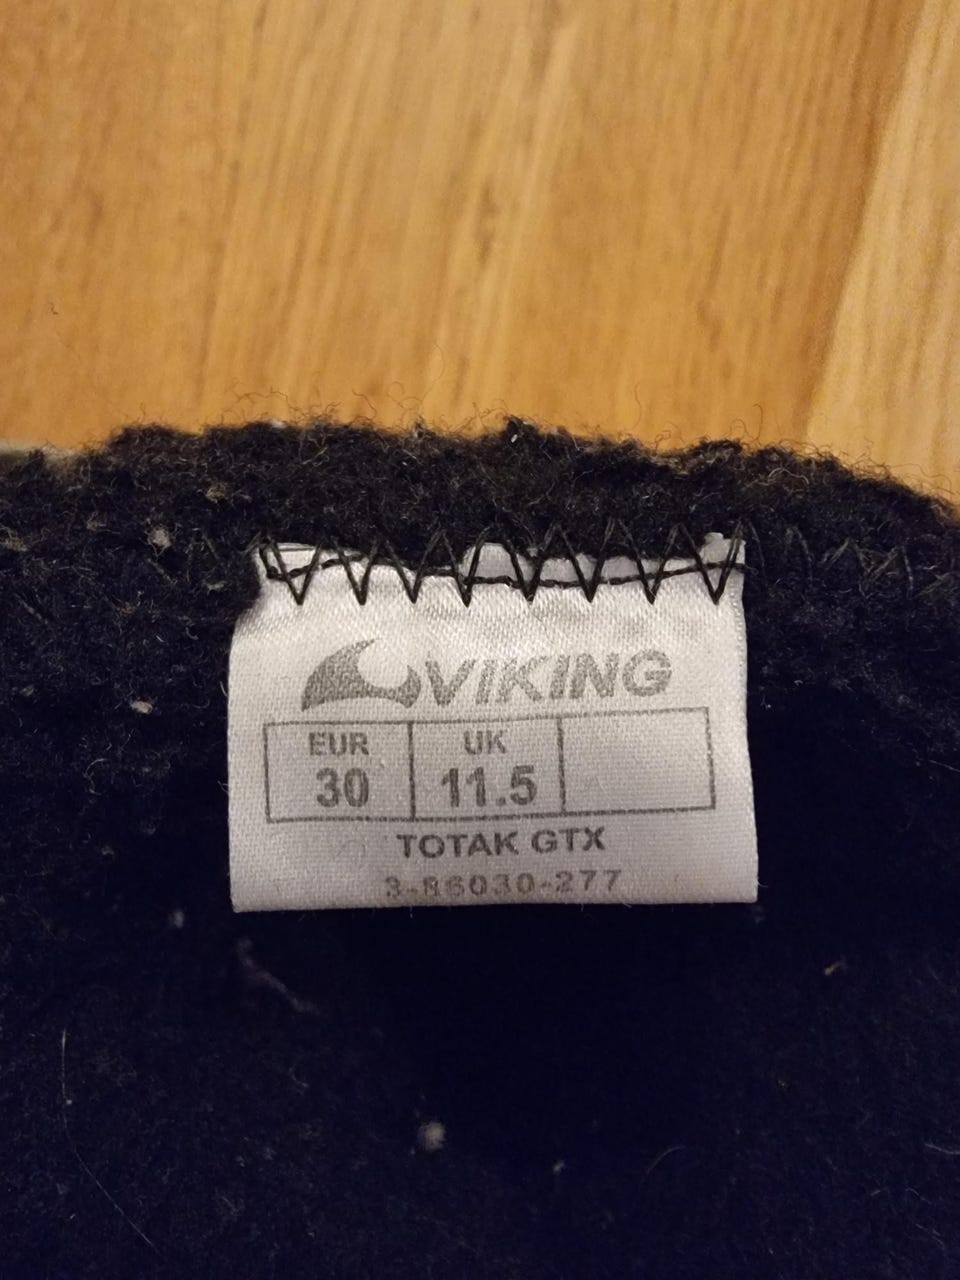 VIKING
EUR UK
30 11.5
TOTAK GTX
3-86030-277